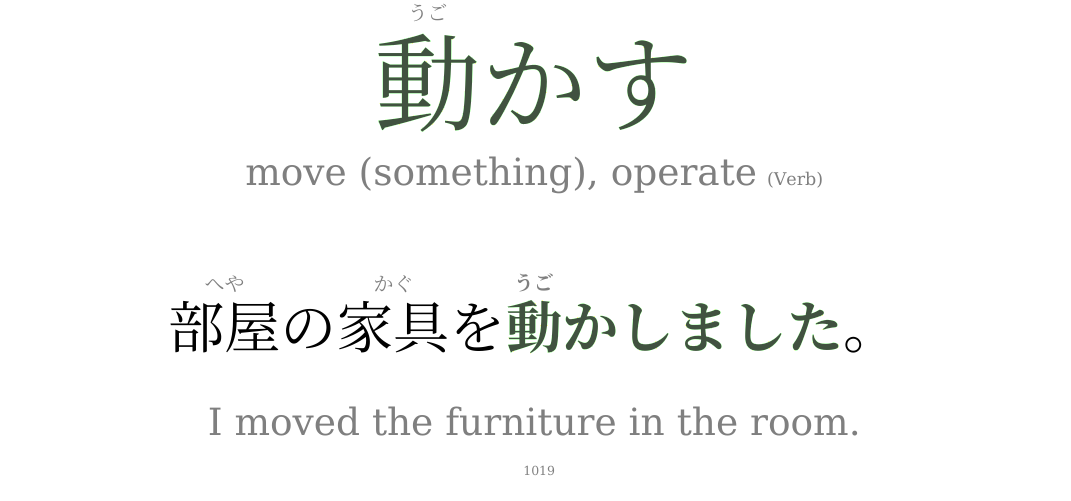 うご
動かす
move (something), operate (Verb)
へや かぐ うご
部屋の家具を動かしました。
I moved the furniture in the room.
1019